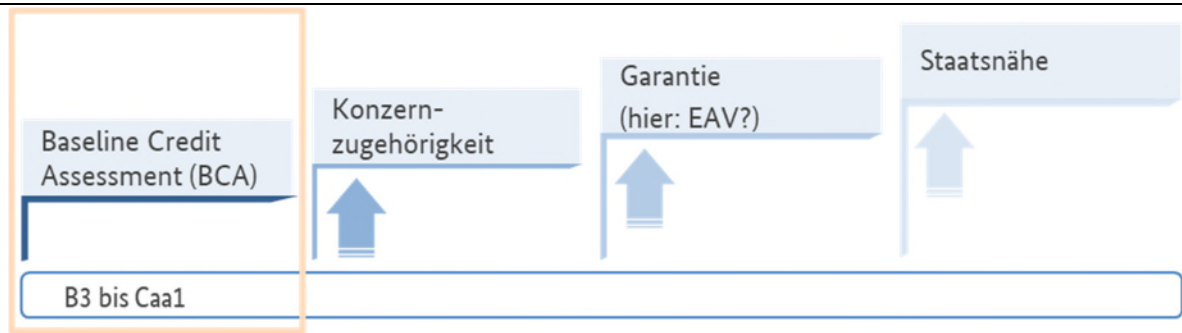 Baseline Credit
Assessment (BCA)
Konzern-
zugehörigkeit
Garantie
(hier: EAV?)
Staatsnähe
B3 bis Caa1